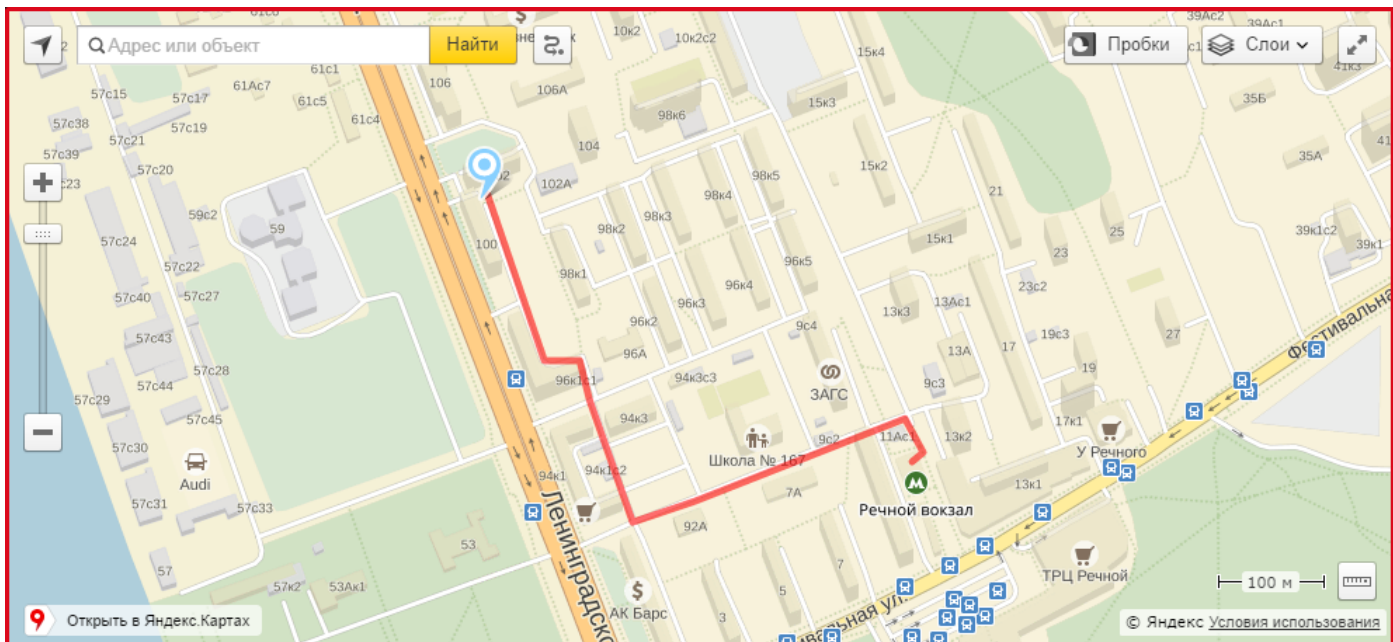 Адрес или объект
Найти
Пробки
Слои
10к2
10к2с2
39Ас2
39Ас1
41к3
15к4
61с1
61Ас7
61с5
61с4
106
106А
57с15
57с17
57с38
57с19
57с21
57с39
57с20
98к6
15к3
35Б
35А
104
102А
98к5
15к2
98к4
21
59с2
59
98к3
98к2
100
57с24
57с22
15к1
25
23
39к1с2
39к1
96к5
98к1
96к4
57с40
57с27
96к3
13к3
13Ас1
23с2
96к2
9с4
57с43
96А
13А
17
19с3
27
Фестивальная
57с28
57с44
96к1с1
94к3с3
ЗАГС
9с3
19
57с29
57с45
94к3
17к1
57с30
9с2
11Ас1
13к2
У Речного
Audi
94к1
94к1с2
Школа № 167
7А
13к1
57с31
57с33
Речной вокзал
92А
53
Ленинградско
57
57к2
53Ак1
7
5
3
АК Барс
ТРЦ Речной
100 м
Открыть в Яндекс.Картах
© Яндекс Условия использования